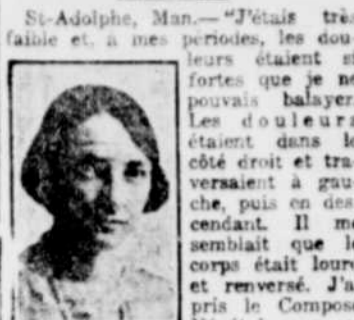 St-Adolphe, Man.—"J'étais très
faible et, à mes périodes, les dou-
leurs étaient si
fortes que je ne
pouvais balayer
Les douleurs
étaient dans le
côté droit et tra-
versaient à gau-
che, puis en des-
cendant. Il me
semblait que le
corps était lourd
et renversé. J'ai
pris le Composé